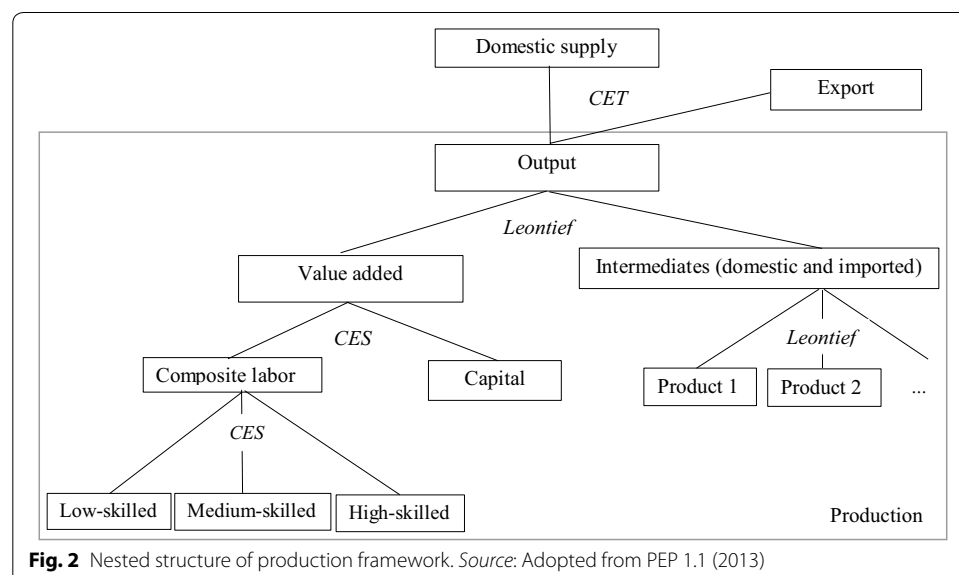 Domestic supply
CET
Export
Output
Leontief
Value added
Intermediates (domestic and imported)
CES
Leontief
Composite labor
Capital
Product 1
Product 2
...
CES
Low-skilled
Medium-skilled
High-skilled
Production
Fig. 2 Nested structure of production framework. Source: Adopted from PEP 1.1 (2013)